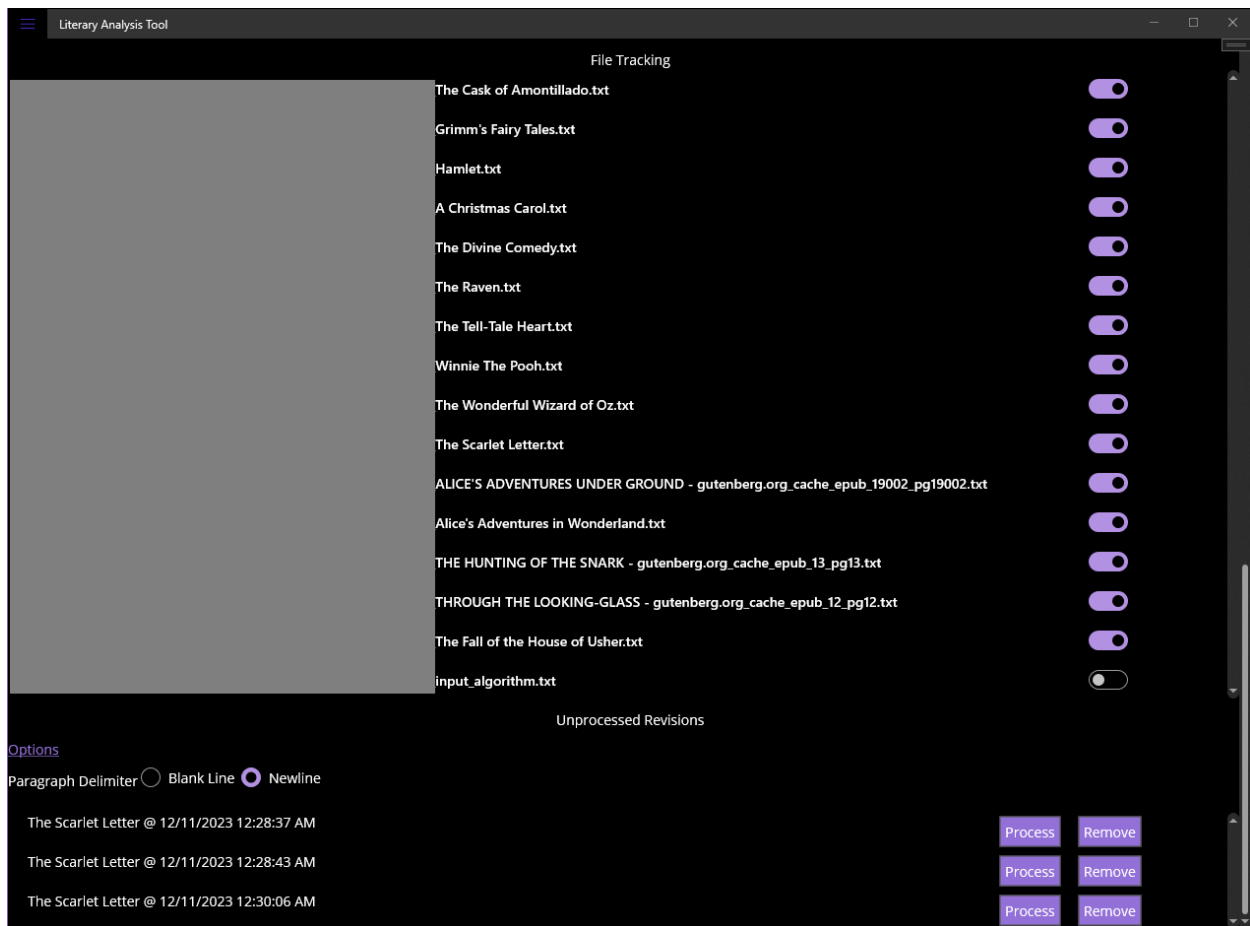 Literary Analysis Tool
File Tracking
The Cask of Amontillado.txt
Grimm's Fairy Tales.txt
Hamlet.txt
A Christmas Carol.txt
The Divine Comedy.txt
The Raven.txt
The Tell-Tale Heart.txt
Winnie The Pooh.txt
The Wonderful Wizard of Oz.txt
The Scarlet Letter.txt
ALICE'S ADVENTURES UNDER GROUND - gutenberg.org_cache_epub_19002_pg19002.txt
Alice's Adventures in Wonderland.txt
THE HUNTING OF THE SNARK - gutenberg.org_cache_epub_13_pg13.txt
THROUGH THE LOOKING-GLASS - gutenberg.org_cache_epub_12_pg12.txt
The Fall of the House of Usher.txt
input_algorithm.txt
Unprocessed Revisions
Options
Paragraph Delimiter Blank Line Newline
The Scarlet Letter @ 12/11/2023 12:28:37 AM Process Remove
The Scarlet Letter @ 12/11/2023 12:28:43 AM Process Remove
The Scarlet Letter @ 12/11/2023 12:30:06 AM Process Remove